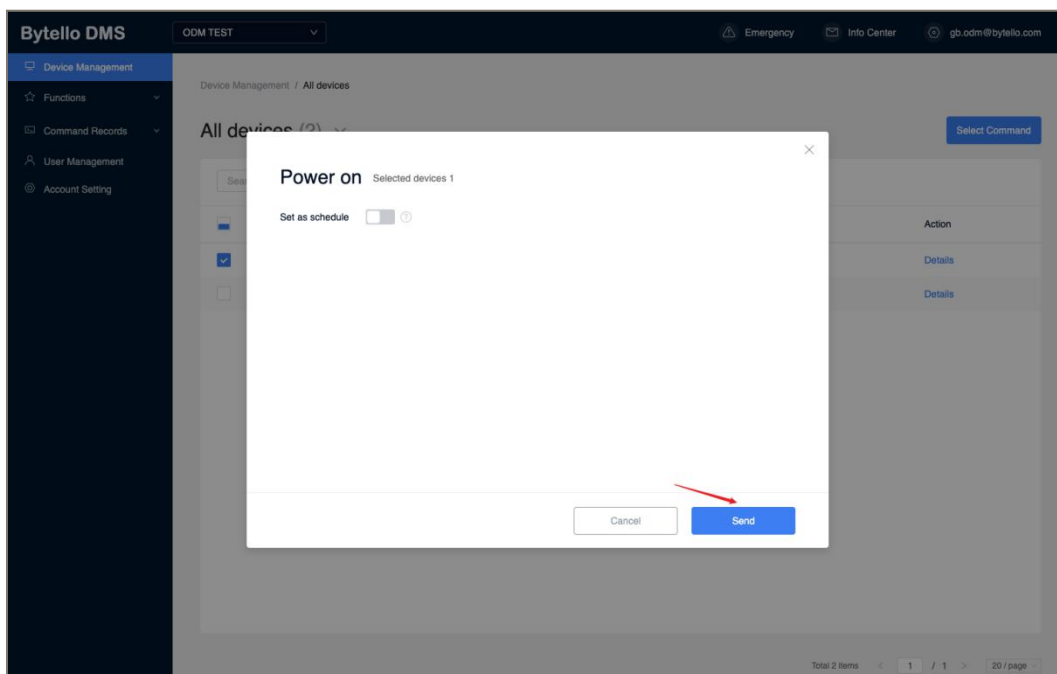 Bytello DMS
ODM TEST
Emergency
Info Center
gb.odm@bytello.com
Device Management
Functions
Command Records
User Management
Account Setting
Device Management / All devices
All devices (2)
Select Command
Power on Selected devices 1
Set as schedule
Action
Details
Details
Cancel
Send
Total 2 items < 1 / 1 > 20 / page